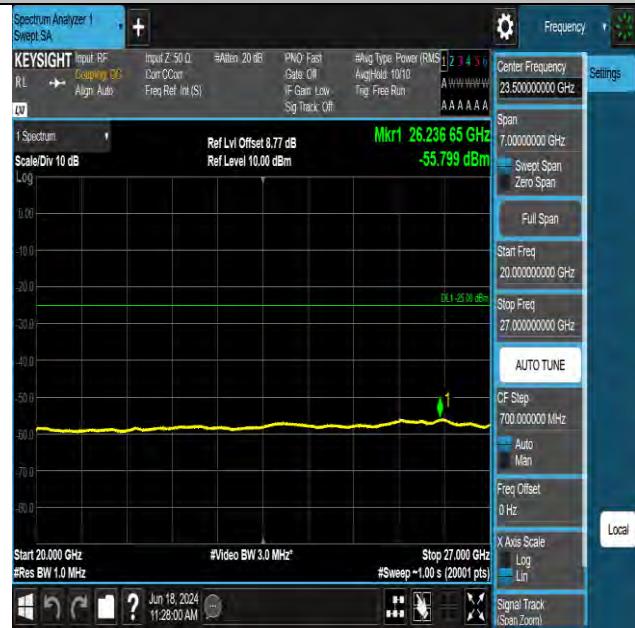 Spectrum Analyzer 1
Swept SA
+
Frequency
KEYSIGHT
RL
LXI
Input: RF
Coupling: DC
Align: Auto
Input Z: 50 Ω
Corr CCorr
Freq Ref: Int (S)
#Atten: 20 dB
PNO: Fast
Gate: Off
IF Gain: Low
Sig Track: Off
#Avg Type: Power (RMS
Avg|Hold: 10/10
Trig: Free Run
1 2 3 4 5 6
A W W W W W
A A A A A A
Center Frequency
23.500000000 GHz
Settings
Span
7.00000000 GHz
Swept Span
Zero Span
Full Span
Start Freq
20.000000000 GHz
Stop Freq
27.000000000 GHz
AUTO TUNE
CF Step
700.000000 MHz
Auto
Man
Freq Offset
0 Hz
X Axis Scale
Log
Lin
Signal Track
(Span Zoom)
Local
1 Spectrum
Scale/Div 10 dB
Log
Ref Lvl Offset 8.77 dB
Ref Level 10.00 dBm
Mkr1 26.236 65 GHz
-55.799 dBm
0.00
-10.0
-20.0
DL1 -25.00 dBm
-30.0
-40.0
-50.0
1
-60.0
-70.0
-80.0
Start 20.000 GHz
#Res BW 1.0 MHz
#Video BW 3.0 MHz*
Stop 27.000 GHz
#Sweep ~1.00 s (20001 pts)
?
Jun 18, 2024
11:28:00 AM